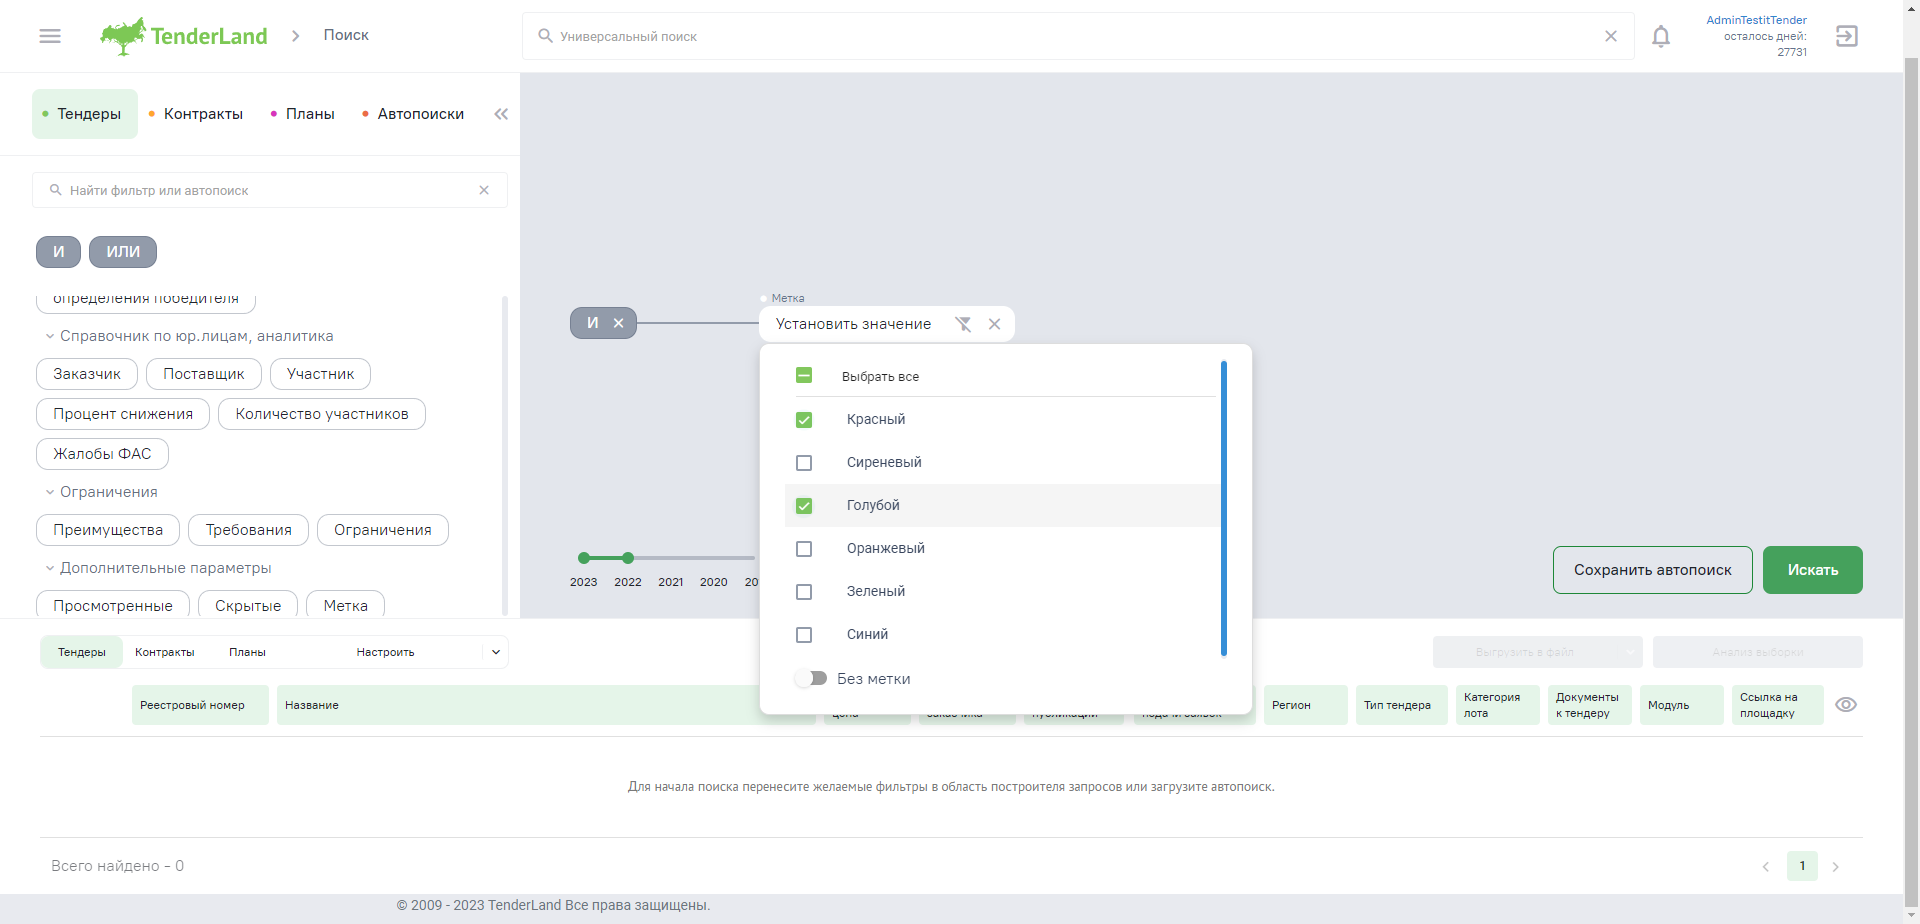 TenderLand
Поиск
Универсальный поиск
AdminTestitTender
осталось дней:
27731
Тендеры
Контракты
Планы
Автопоиски
Найти фильтр или автопоиск
И
ИЛИ
определения победителя
Справочник по юр.лицам, аналитика
Заказчик
Поставщик
Участник
Процент снижения
Количество участников
Жалобы ФАС
Ограничения
Преимущества
Требования
Ограничения
Дополнительные параметры
Просмотренные
Скрытые
Метка
И
Метка
Установить значение
Выбрать все
Красный
Сиреневый
Голубой
Оранжевый
Зеленый
Синий
Без метки
2023
2022
2021
2020
20
Сохранить автопоиск
Искать
Тендеры
Контракты
Планы
Настроить
Выгрузить в файл
Анализ выборки
Реестровый номер
Название
цена
заказчика
публикации
подачи заявок
Регион
Тип тендера
Категория
лота
Документы
к тендеру
Модуль
Ссылка на
площадку
Для начала поиска перенесите желаемые фильтры в область построителя запросов или загрузите автопоиск.
Всего найдено - 0
1
© 2009 - 2023 TenderLand Все права защищены.